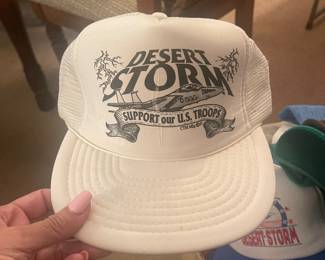 DESERT
STORM
SUPPORT our U.S. TROOPS
DESERT-STORM